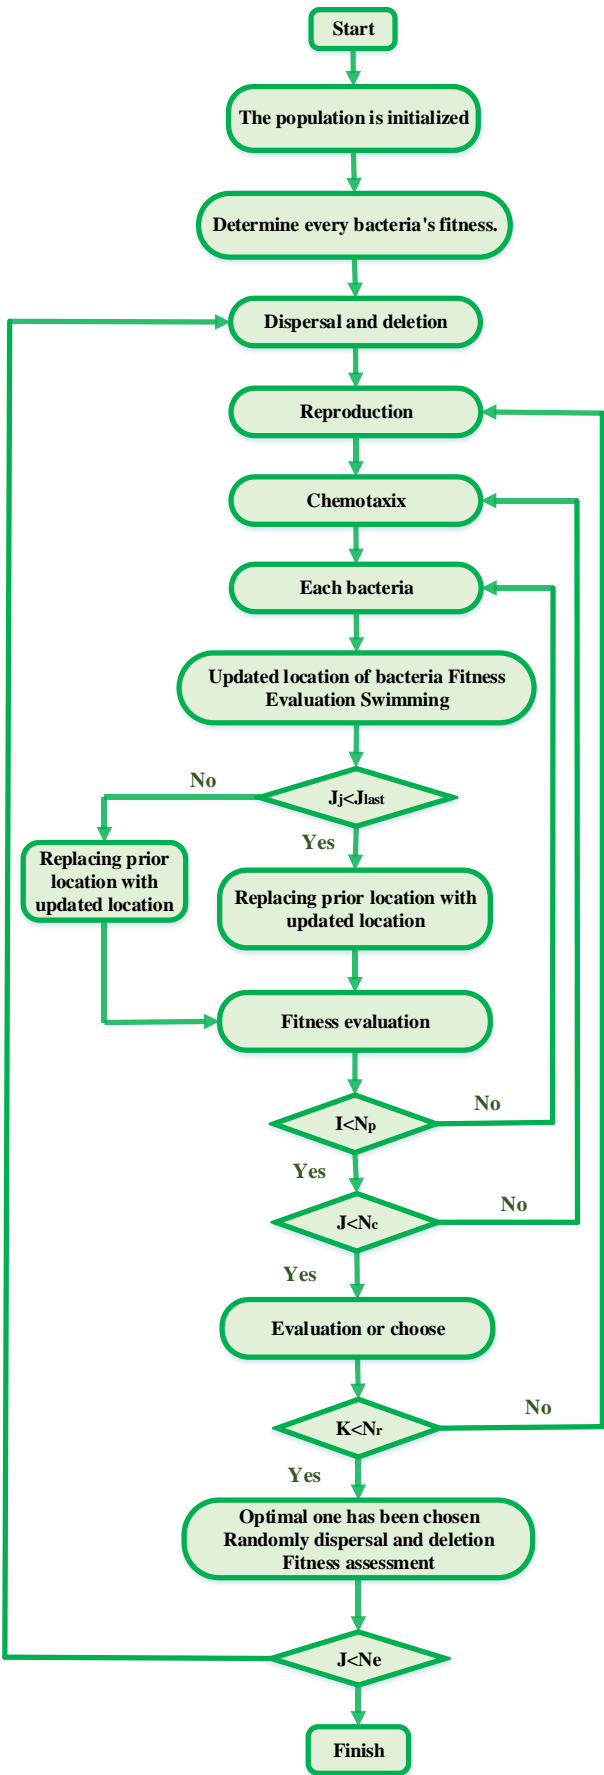 Start
The population is initialized
Determine every bacteria's fitness.
Dispersal and deletion
Reproduction
Chemotaxix
Each bacteria
Updated location of bacteria Fitness
Evaluation Swimming
No
Jj<Jlast
Yes
Replacing prior
location with
updated location
Replacing prior location with
updated location
Fitness evaluation
I<Np
No
Yes
J<Nc
No
Yes
Evaluation or choose
K<Nr
No
Yes
Optimal one has been chosen
Randomly dispersal and deletion
Fitness assessment
J<Ne
Finish